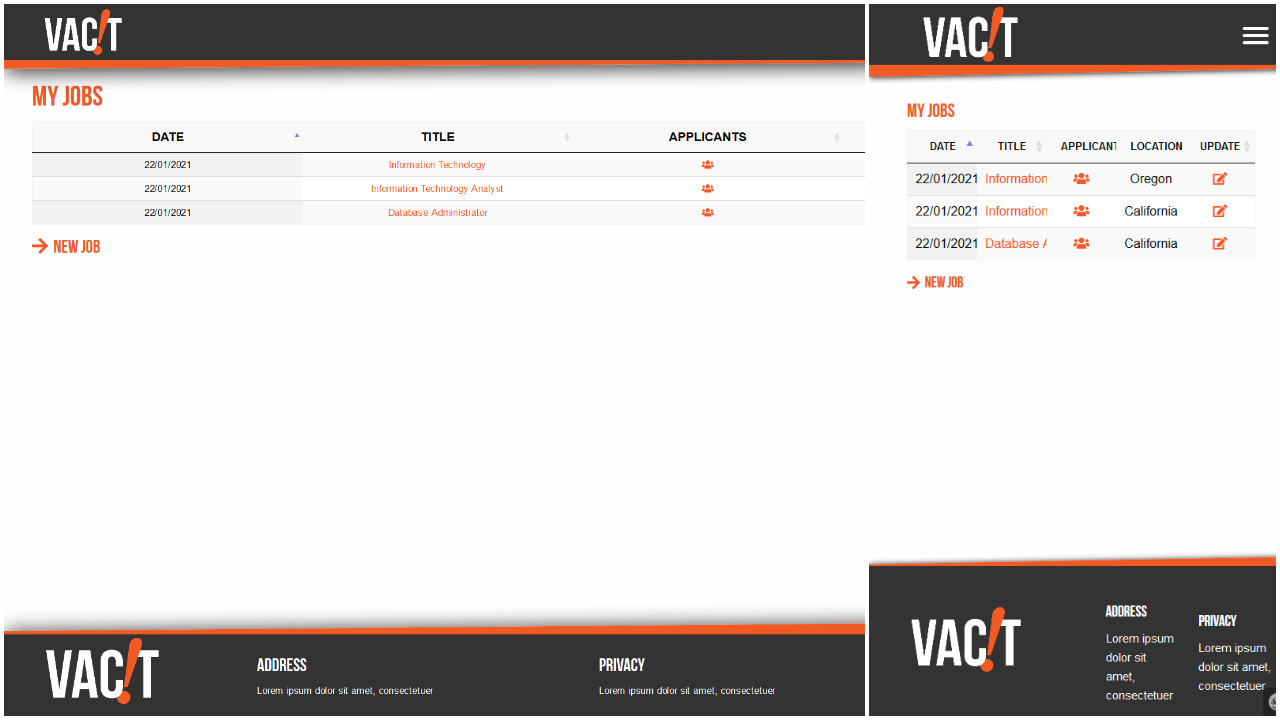 VAC!T
MY JOBS
DATE TITLE APPLICANTS
22/01/2021 Information Technology
22/01/2021 Information Technology Analyst
22/01/2021 Database Administrator
NEW JOB
VAC!T
ADDRESS
Lorem ipsum dolor sit amet, consectetuer
PRIVACY
Lorem ipsum dolor sit amet, consectetuer
VAC!T
MY JOBS
DATE TITLE APPLICANT LOCATION UPDATE
22/01/2021 Information Oregon
22/01/2021 Information California
22/01/2021 Database California
NEW JOB
VAC!T
ADDRESS
Lorem ipsum
dolor sit
amet,
consectetuer
PRIVACY
Lorem ipsum
dolor sit amet,
consectetuer